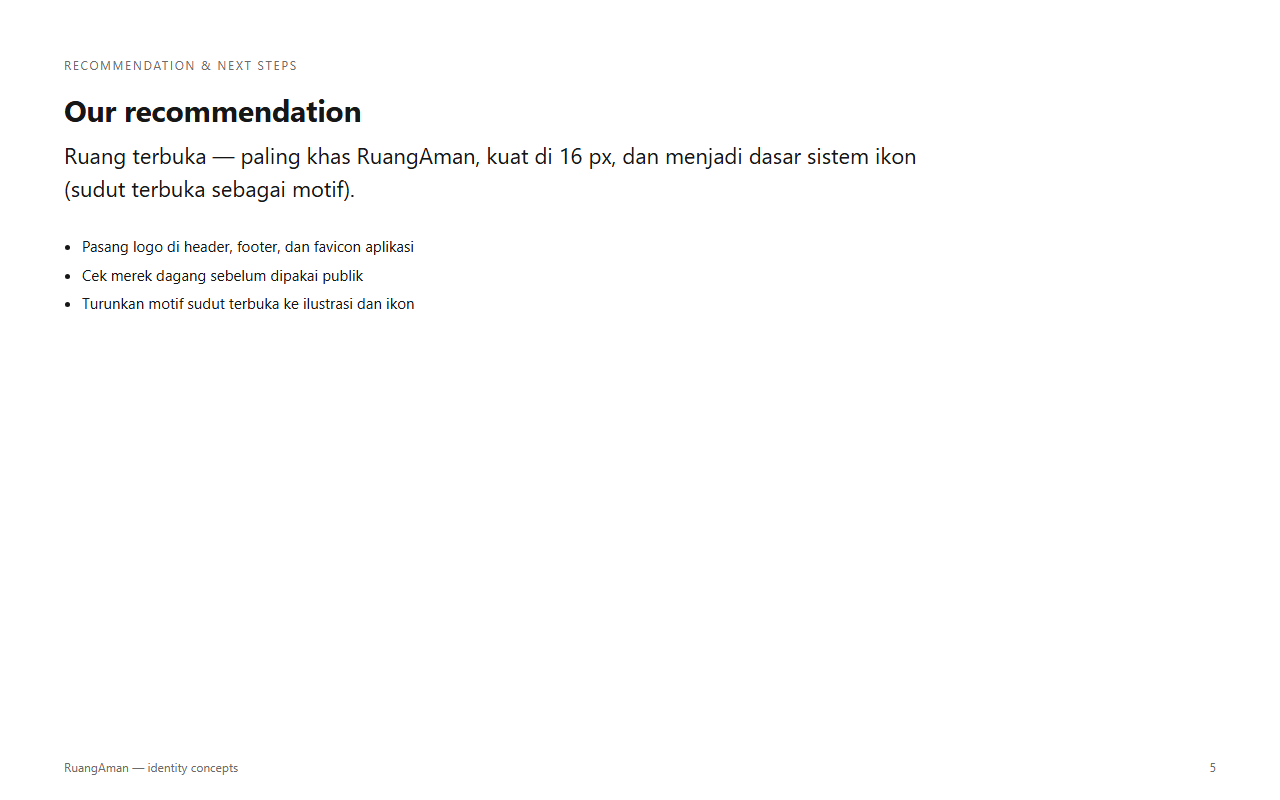 RECOMMENDATION & NEXT STEPS
Our recommendation
Ruang terbuka — paling khas RuangAman, kuat di 16 px, dan menjadi dasar sistem ikon
(sudut terbuka sebagai motif).
• Pasang logo di header, footer, dan favicon aplikasi
• Cek merek dagang sebelum dipakai publik
• Turunkan motif sudut terbuka ke ilustrasi dan ikon
RuangAman — identity concepts
5